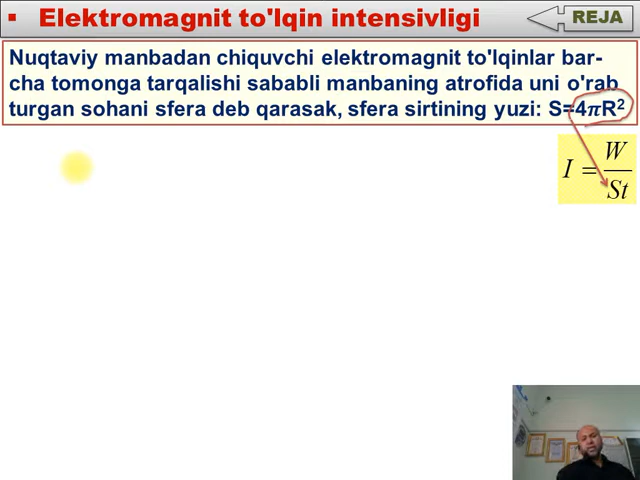 Elektromagnit to'lqin intensivligi
REJA
Nuqtaviy manbadan chiquvchi elektromagnit to'lqinlar bar-
cha tomonga tarqalishi sababli manbaning atrofida uni o'rab
turgan sohani sfera deb qarasak, sfera sirtining yuzi: S=4πR²
I = W/St